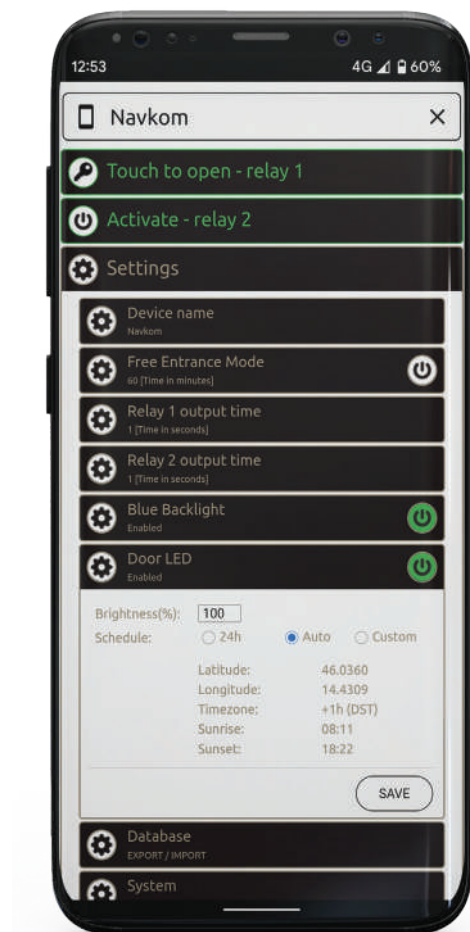 12:53 4G 60%
Navkom ×
Touch to open - relay 1
Activate - relay 2
Settings
Device name
Navkom
Free Entrance Mode
60 [Time in minutes]
Relay 1 output time
1 [Time in seconds]
Relay 2 output time
1 [Time in seconds]
Blue Backlight
Enabled
Door LED
Enabled
Brightness(%): 100
Schedule: 24h Auto Custom
Latitude: 46.0360
Longitude: 14.4309
Timezone: +1h (DST)
Sunrise: 08:11
Sunset: 18:22
SAVE
Database
EXPORT / IMPORT
System